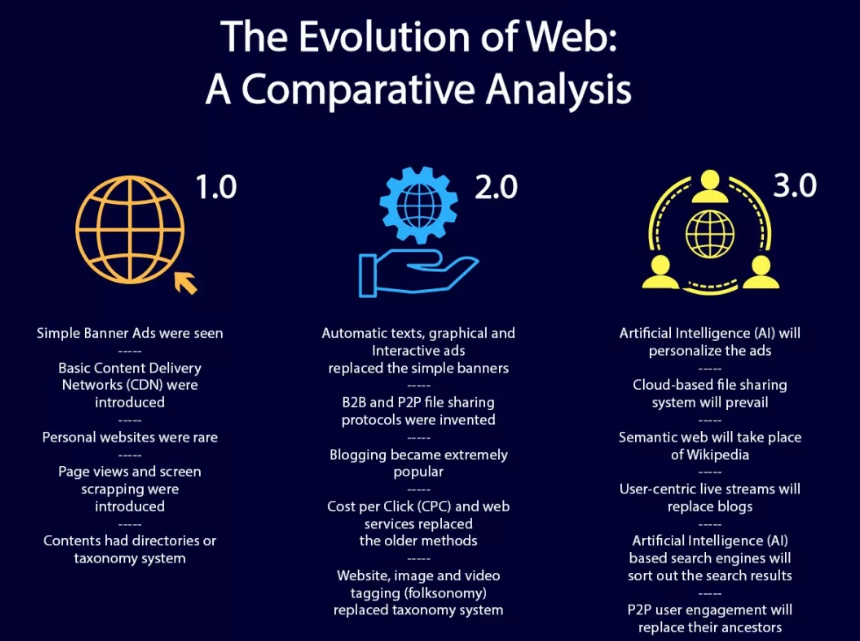 The Evolution of Web:
A Comparative Analysis
1.0
Simple Banner Ads were seen
-----
Basic Content Delivery
Networks (CDN) were
introduced
-----
Personal websites were rare
-----
Page views and screen
scrapping were
introduced
-----
Contents had directories or
taxonomy system
2.0
Automatic texts, graphical and
Interactive ads
replaced the simple banners
-----
B2B and P2P file sharing
protocols were invented
-----
Blogging became extremely
popular
-----
Cost per Click (CPC) and web
services replaced
the older methods
-----
Website, image and video
tagging (folksonomy)
replaced taxonomy system
3.0
Artificial Intelligence (AI) will
personalize the ads
-----
Cloud-based file sharing
system will prevail
-----
Semantic web will take place
of Wikipedia
-----
User-centric live streams will
replace blogs
-----
Artificial Intelligence (AI)
based search engines will
sort out the search results
-----
P2P user engagement will
replace their ancestors